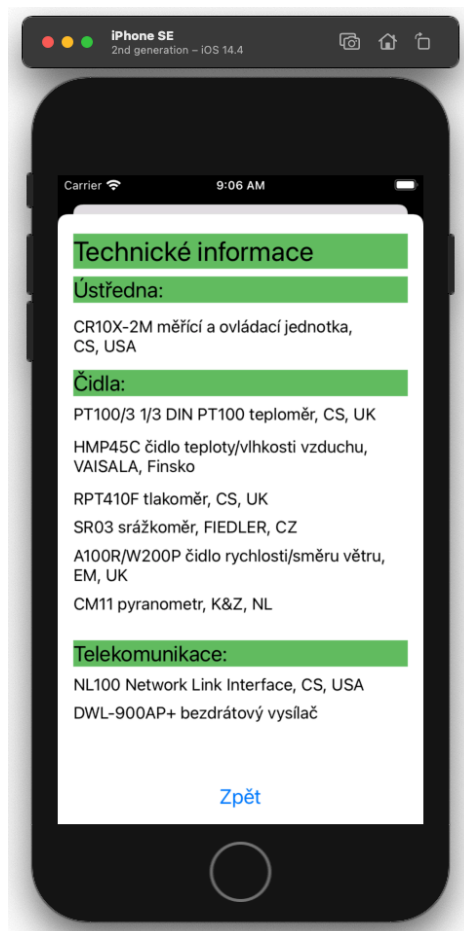 iPhone SE
2nd generation – iOS 14.4
Carrier 9:06 AM
Technické informace
Ústředna:
CR10X-2M měřící a ovládací jednotka,
CS, USA
Čidla:
PT100/3 1/3 DIN PT100 teploměr, CS, UK
HMP45C čidlo teploty/vlhkosti vzduchu,
VAISALA, Finsko
RPT410F tlakoměr, CS, UK
SR03 srážkoměr, FIEDLER, CZ
A100R/W200P čidlo rychlosti/směru větru,
EM, UK
CM11 pyranometr, K&Z, NL
Telekomunikace:
NL100 Network Link Interface, CS, USA
DWL-900AP+ bezdrátový vysílač
Zpět